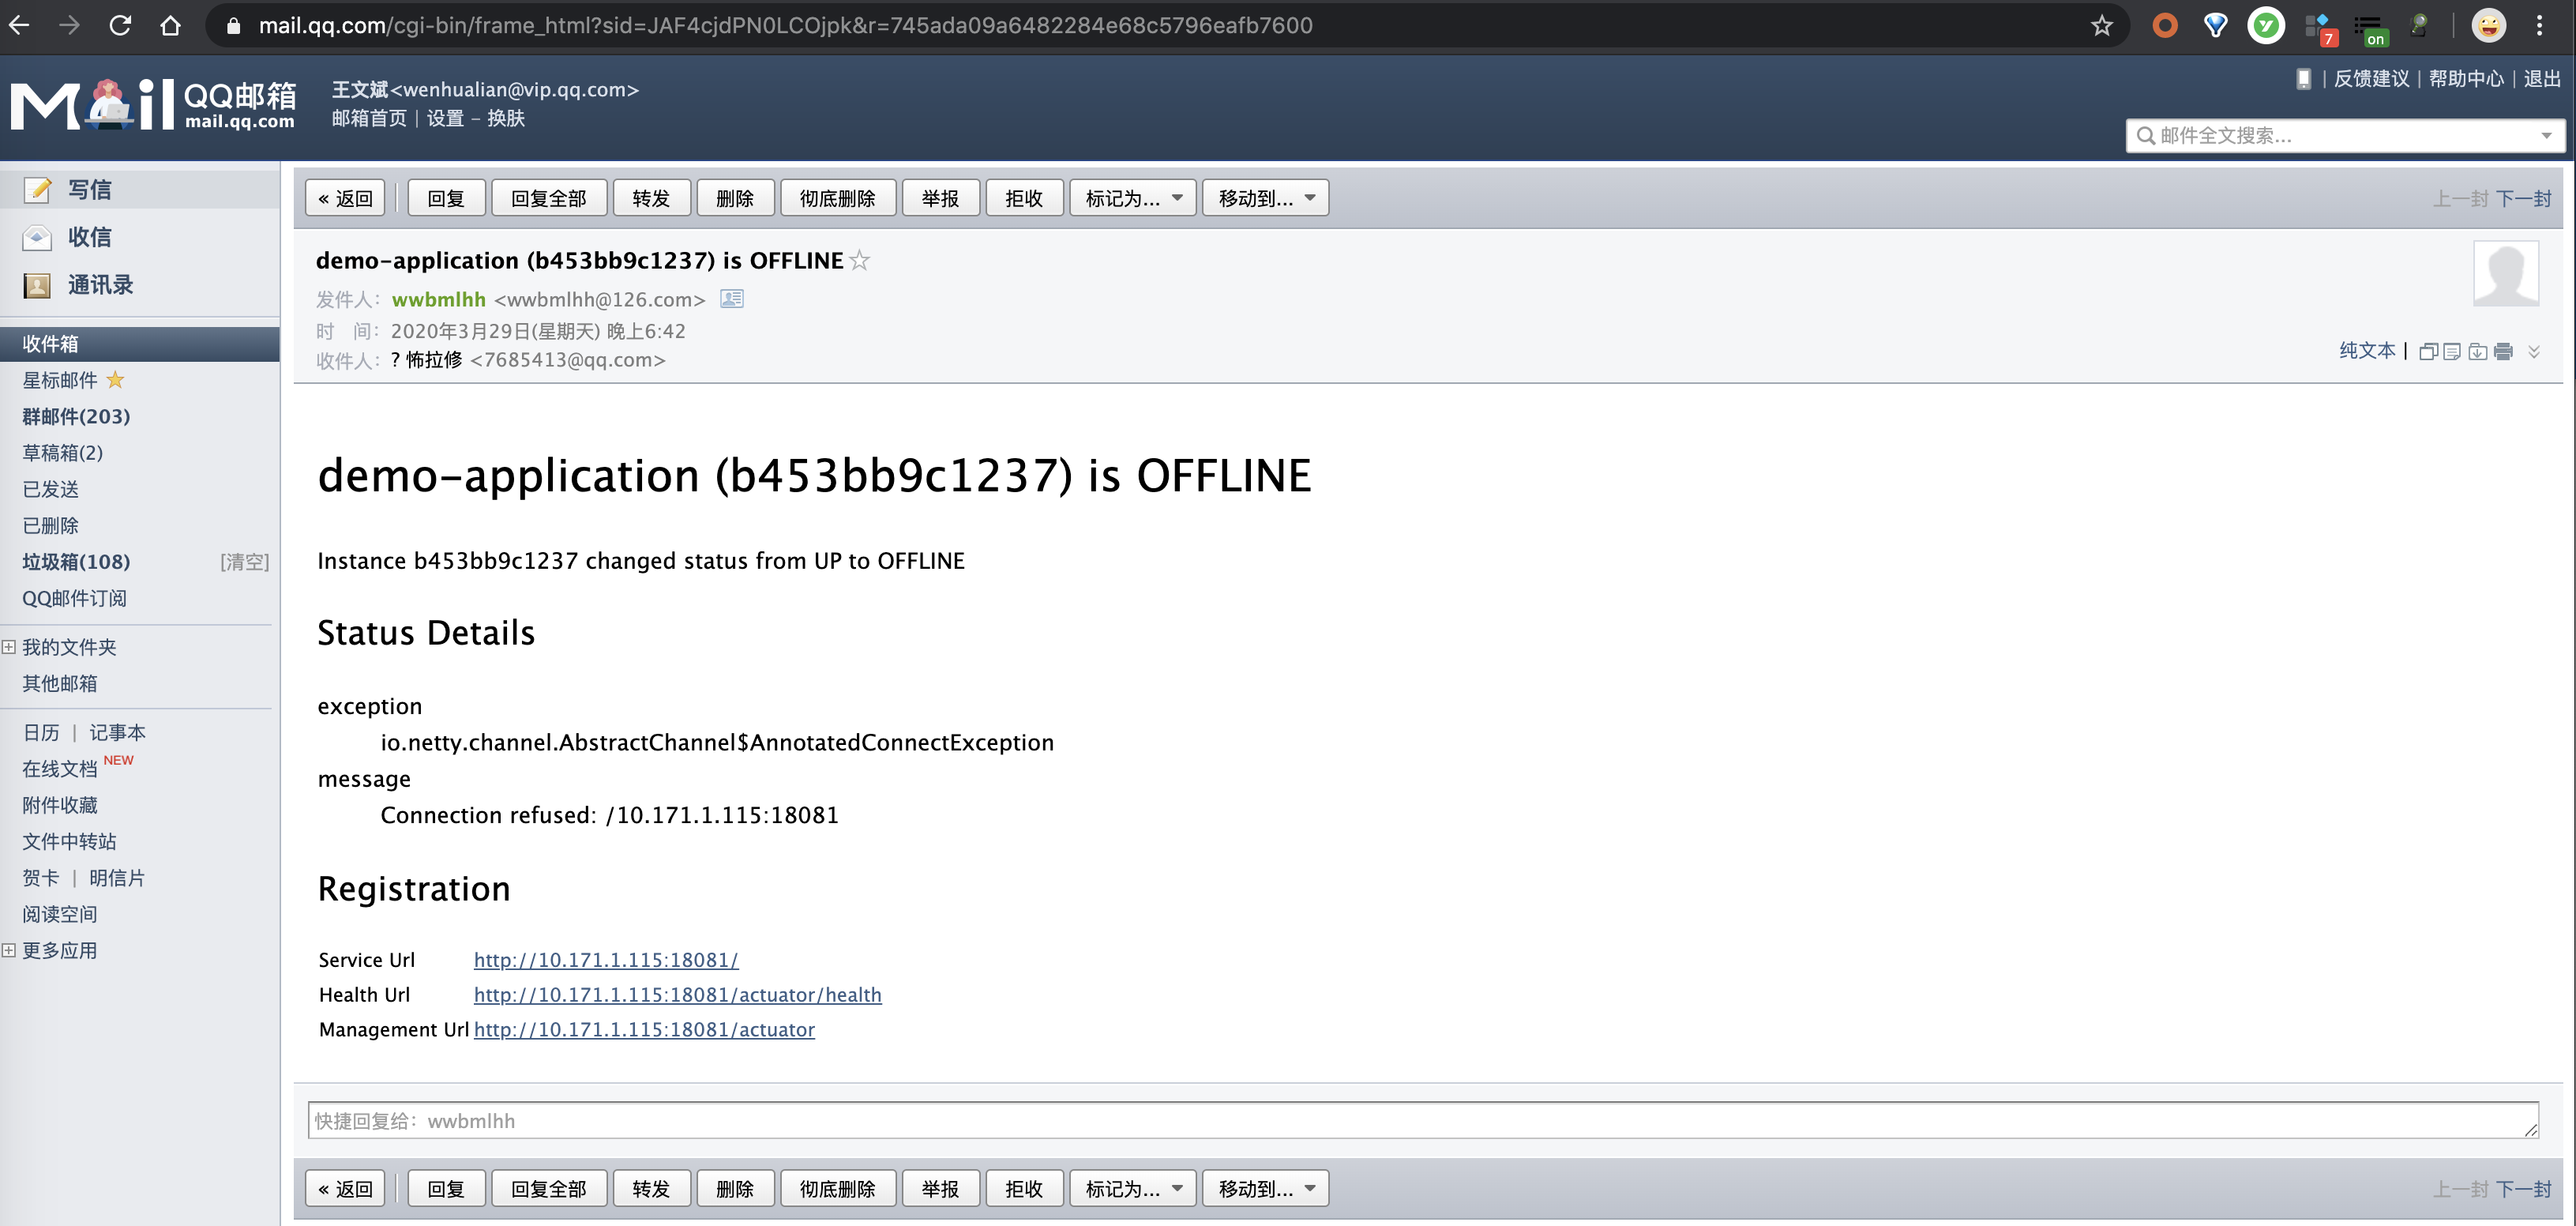 mail.qq.com/cgi-bin/frame_html?sid=JAF4cjdPN0LCOjpk&r=745ada09a6482284e68c5796eafb7600
7
on
Mail QQ邮箱
mail.qq.com
王文斌<wenhualian@vip.qq.com>
邮箱首页 | 设置 - 换肤
| 反馈建议 | 帮助中心 | 退出
邮件全文搜索...
写信
收信
通讯录
收件箱
星标邮件
群邮件(203)
草稿箱(2)
已发送
已删除
垃圾箱(108) [清空]
QQ邮件订阅
我的文件夹
其他邮箱
日历 | 记事本
在线文档 NEW
附件收藏
文件中转站
贺卡 | 明信片
阅读空间
更多应用
« 返回 回复 回复全部 转发 删除 彻底删除 举报 拒收 标记为... 移动到... 上一封 下一封
demo-application (b453bb9c1237) is OFFLINE
发件人: wwbmlhh <wwbmlhh@126.com>
时 间: 2020年3月29日(星期天) 晚上6:42
收件人: ? 怖拉修 <7685413@qq.com>
纯文本 |
demo-application (b453bb9c1237) is OFFLINE
Instance b453bb9c1237 changed status from UP to OFFLINE
Status Details
exception
io.netty.channel.AbstractChannel$AnnotatedConnectException
message
Connection refused: /10.171.1.115:18081
Registration
Service Url http://10.171.1.115:18081/
Health Url http://10.171.1.115:18081/actuator/health
Management Url http://10.171.1.115:18081/actuator
快捷回复给: wwbmlhh
« 返回 回复 回复全部 转发 删除 彻底删除 举报 拒收 标记为... 移动到... 上一封 下一封